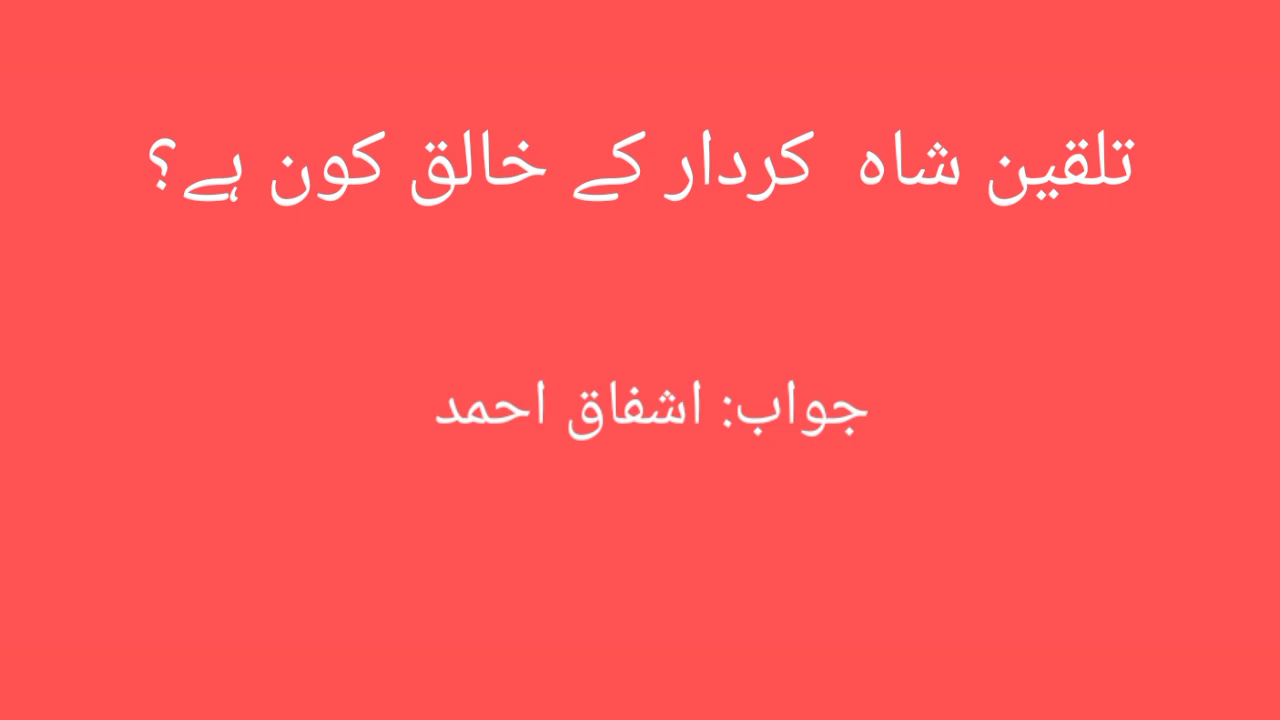 تلقین شاہ کردار کے خالق کون ہے؟
جواب: اشفاق احمد